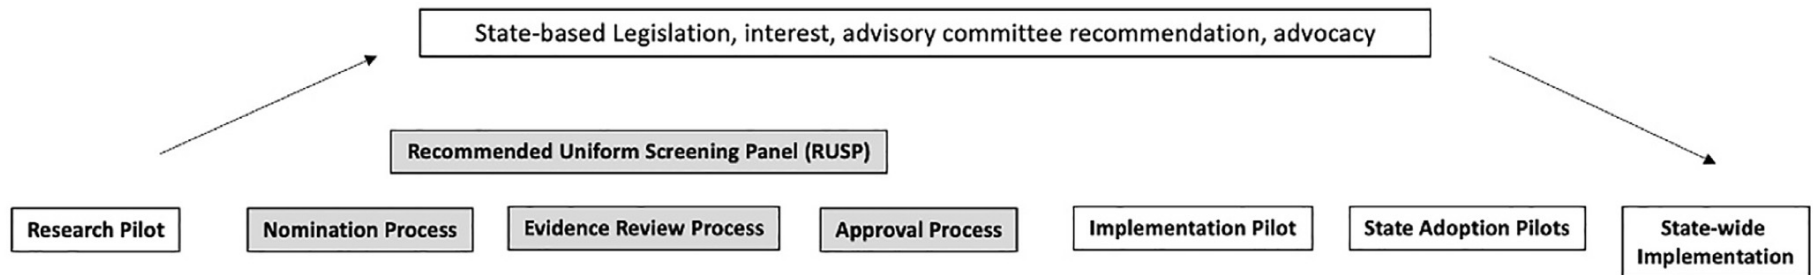 State-based Legislation, interest, advisory committee recommendation, advocacy
Recommended Uniform Screening Panel (RUSP)
Research Pilot
Nomination Process
Evidence Review Process
Approval Process
Implementation Pilot
State Adoption Pilots
State-wide
Implementation